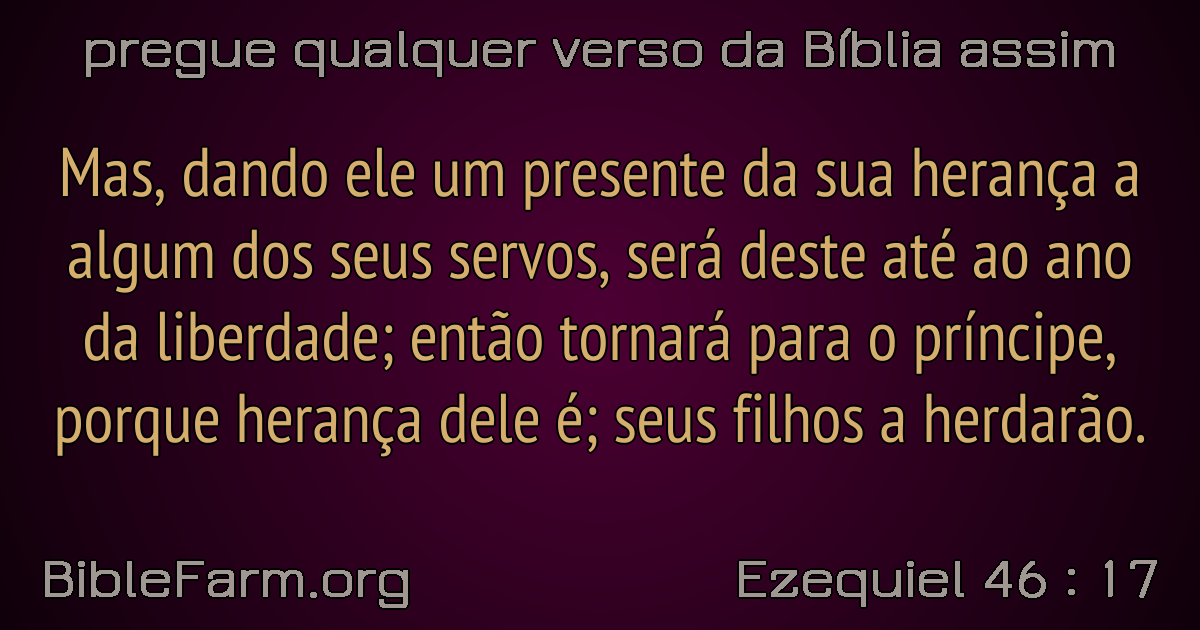 pregue qualquer verso da Bíblia assim
Mas, dando ele um presente da sua herança a
algum dos seus servos, será deste até ao ano
da liberdade; então tornará para o príncipe,
porque herança dele é; seus filhos a herdarão.
BibleFarm.org
Ezequiel 46 : 17